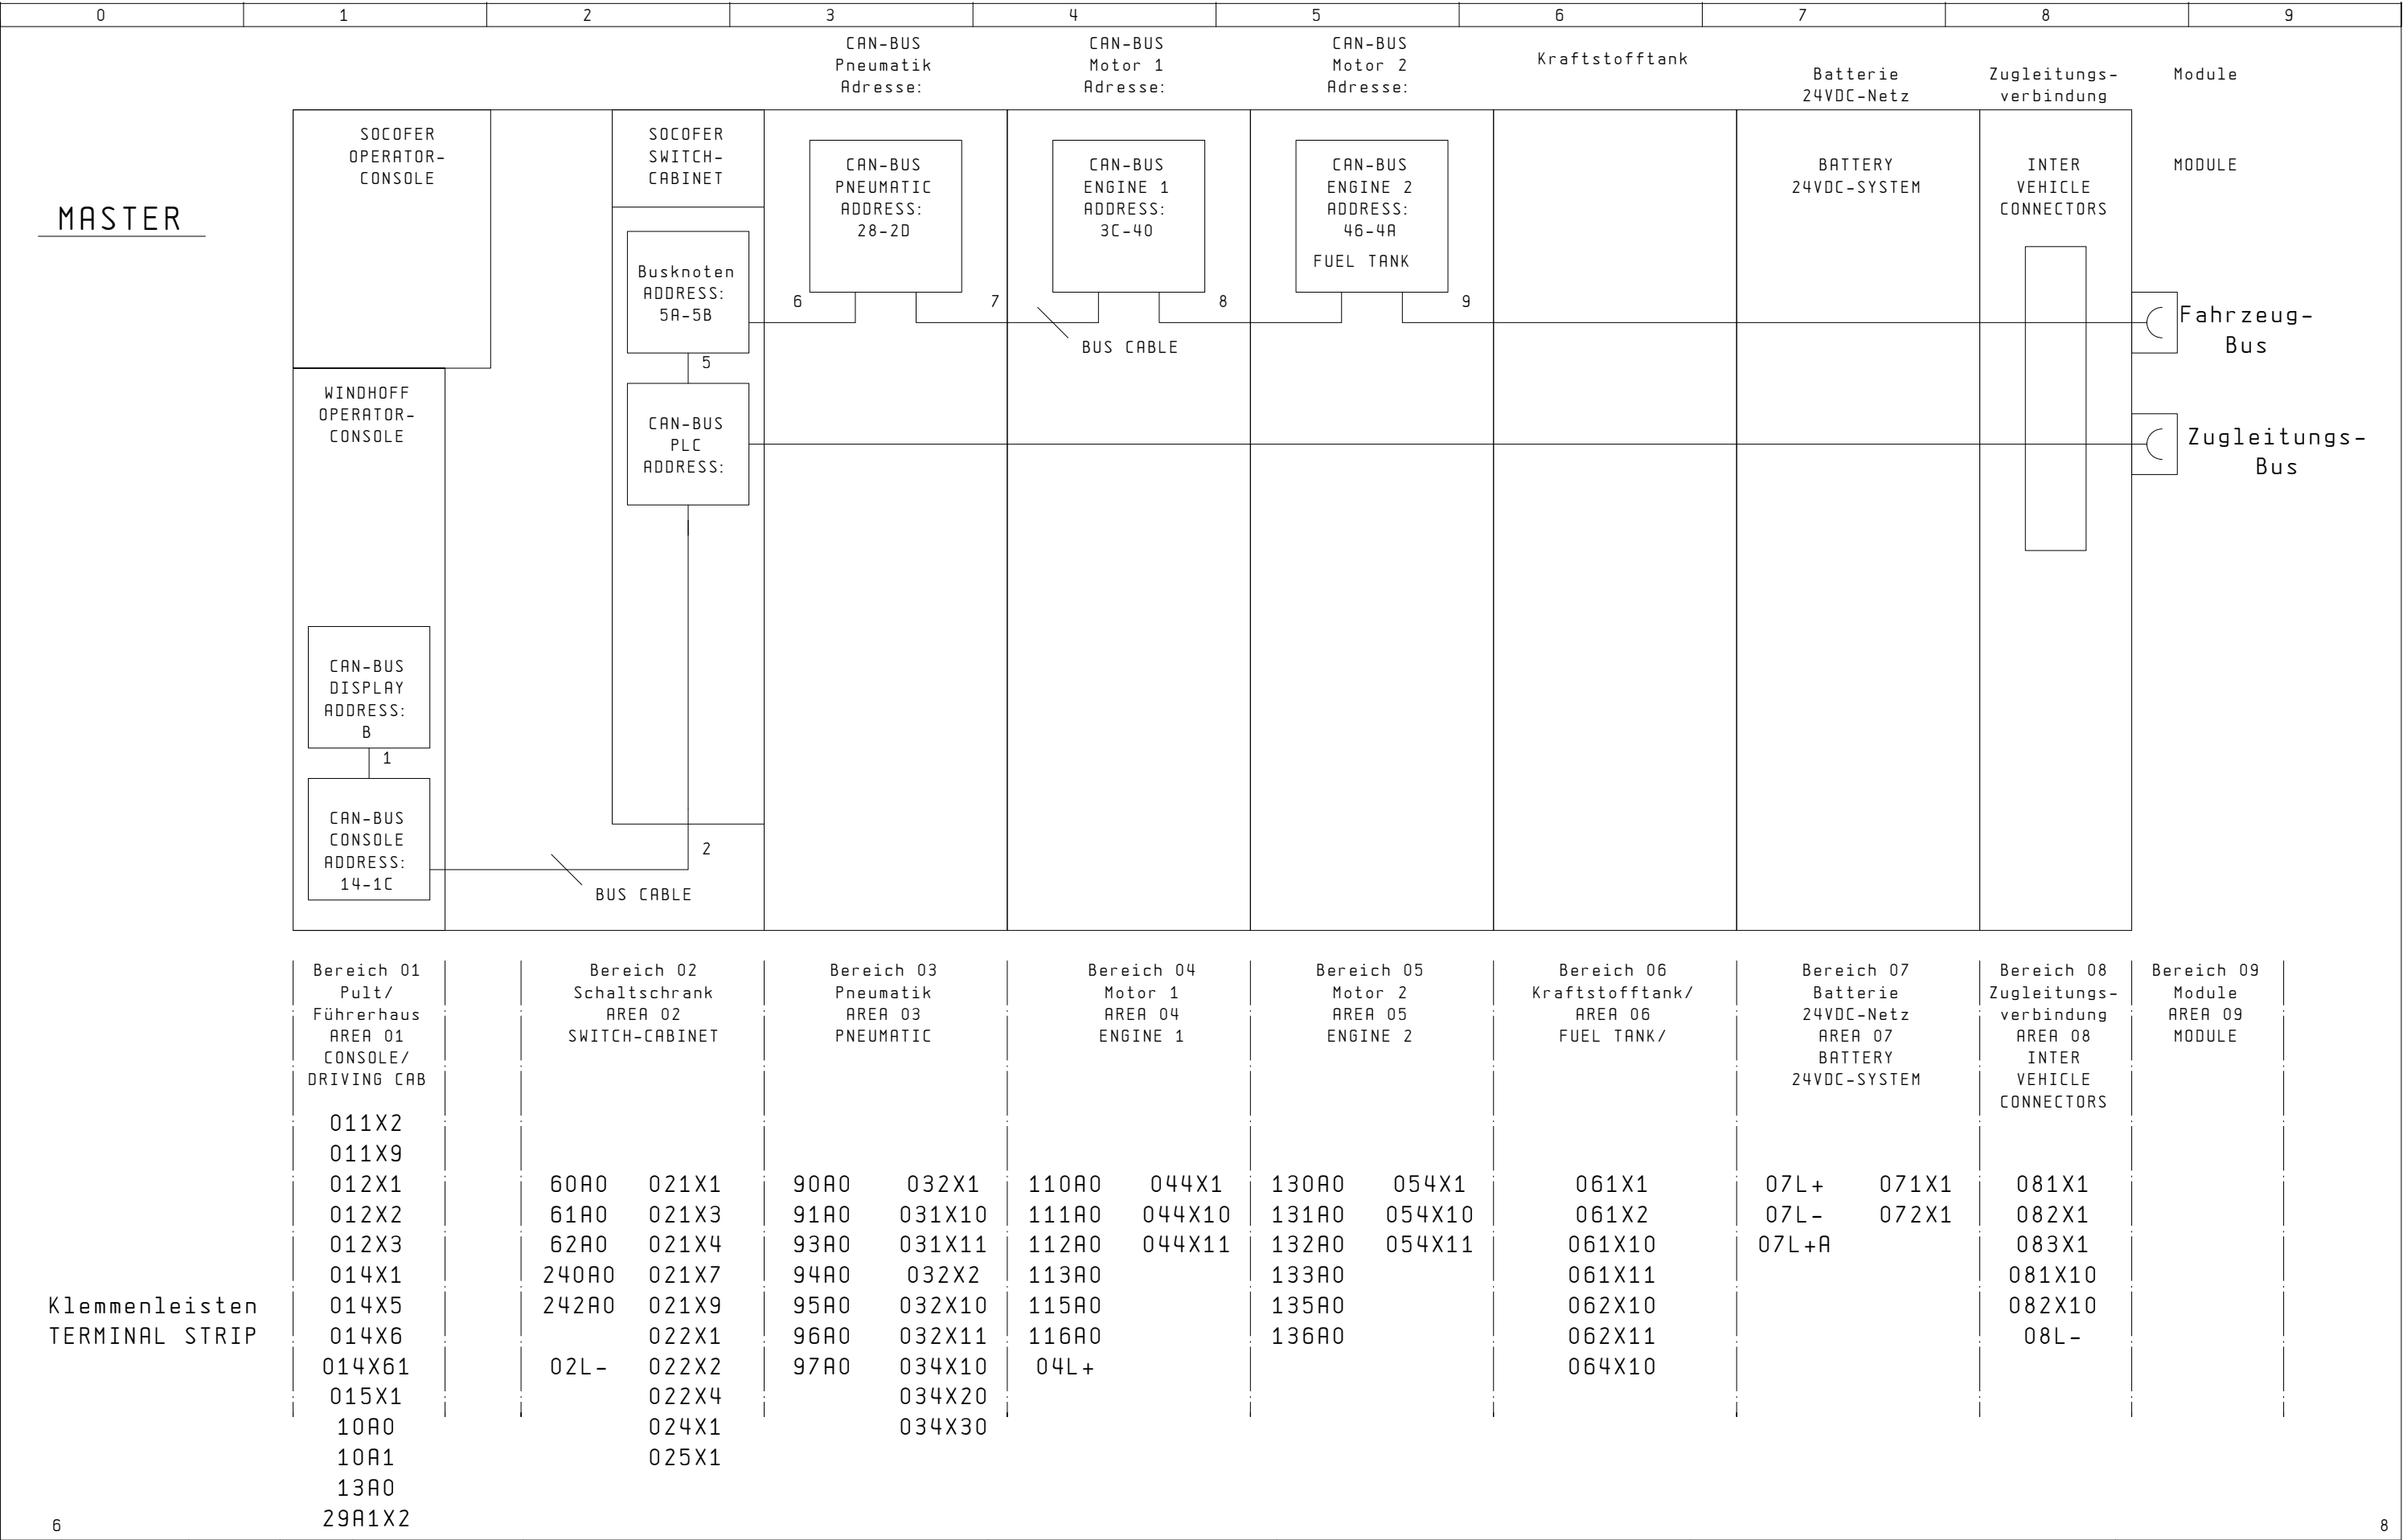 0 1 2 3 4 5 6 7 8 9
CAN-BUS
Pneumatik
Adresse:
CAN-BUS
Motor 1
Adresse:
CAN-BUS
Motor 2
Adresse:
Kraftstofftank
Batterie
24VDC-Netz
Zugleitungs-
verbindung
Module
MASTER
SOCOFER
OPERATOR-
CONSOLE
SOCOFER
SWITCH-
CABINET
CAN-BUS
PNEUMATIC
ADDRESS:
28-2D
CAN-BUS
ENGINE 1
ADDRESS:
3C-40
CAN-BUS
ENGINE 2
ADDRESS:
46-4A
FUEL TANK
BATTERY
24VDC-SYSTEM
INTER
VEHICLE
CONNECTORS
MODULE
Busknoten
ADDRESS:
5A-5B
6
7
8
9
BUS CABLE
Fahrzeug-
Bus
5
WINDHOFF
OPERATOR-
CONSOLE
CAN-BUS
PLC
ADDRESS:
Zugleitungs-
Bus
CAN-BUS
DISPLAY
ADDRESS:
B
1
CAN-BUS
CONSOLE
ADDRESS:
14-1C
2
BUS CABLE
Bereich 01
Pult/
Führerhaus
AREA 01
CONSOLE/
DRIVING CAB
Bereich 02
Schaltschrank
AREA 02
SWITCH-CABINET
Bereich 03
Pneumatik
AREA 03
PNEUMATIC
Bereich 04
Motor 1
AREA 04
ENGINE 1
Bereich 05
Motor 2
AREA 05
ENGINE 2
Bereich 06
Kraftstofftank/
AREA 06
FUEL TANK/
Bereich 07
Batterie
24VDC-Netz
AREA 07
BATTERY
24VDC-SYSTEM
Bereich 08
Zugleitungs-
verbindung
AREA 08
INTER
VEHICLE
CONNECTORS
Bereich 09
Module
AREA 09
MODULE
Klemmenleisten
TERMINAL STRIP
011X2
011X9
012X1
012X2
012X3
014X1
014X5
014X6
014X61
015X1
10A0
10A1
13A0
29A1X2
60A0 021X1
61A0 021X3
62A0 021X4
240A0 021X7
242A0 021X9
022X1
02L- 022X2
022X4
024X1
025X1
90A0 032X1
91A0 031X10
93A0 031X11
94A0 032X2
95A0 032X10
96A0 032X11
97A0 034X10
034X20
034X30
110A0 044X1
111A0 044X10
112A0 044X11
113A0
115A0
116A0
04L+
130A0 054X1
131A0 054X10
132A0 054X11
133A0
135A0
136A0
061X1
061X2
061X10
061X11
062X10
062X11
064X10
07L+ 071X1
07L- 072X1
07L+A
081X1
082X1
083X1
081X10
082X10
08L-
6
8